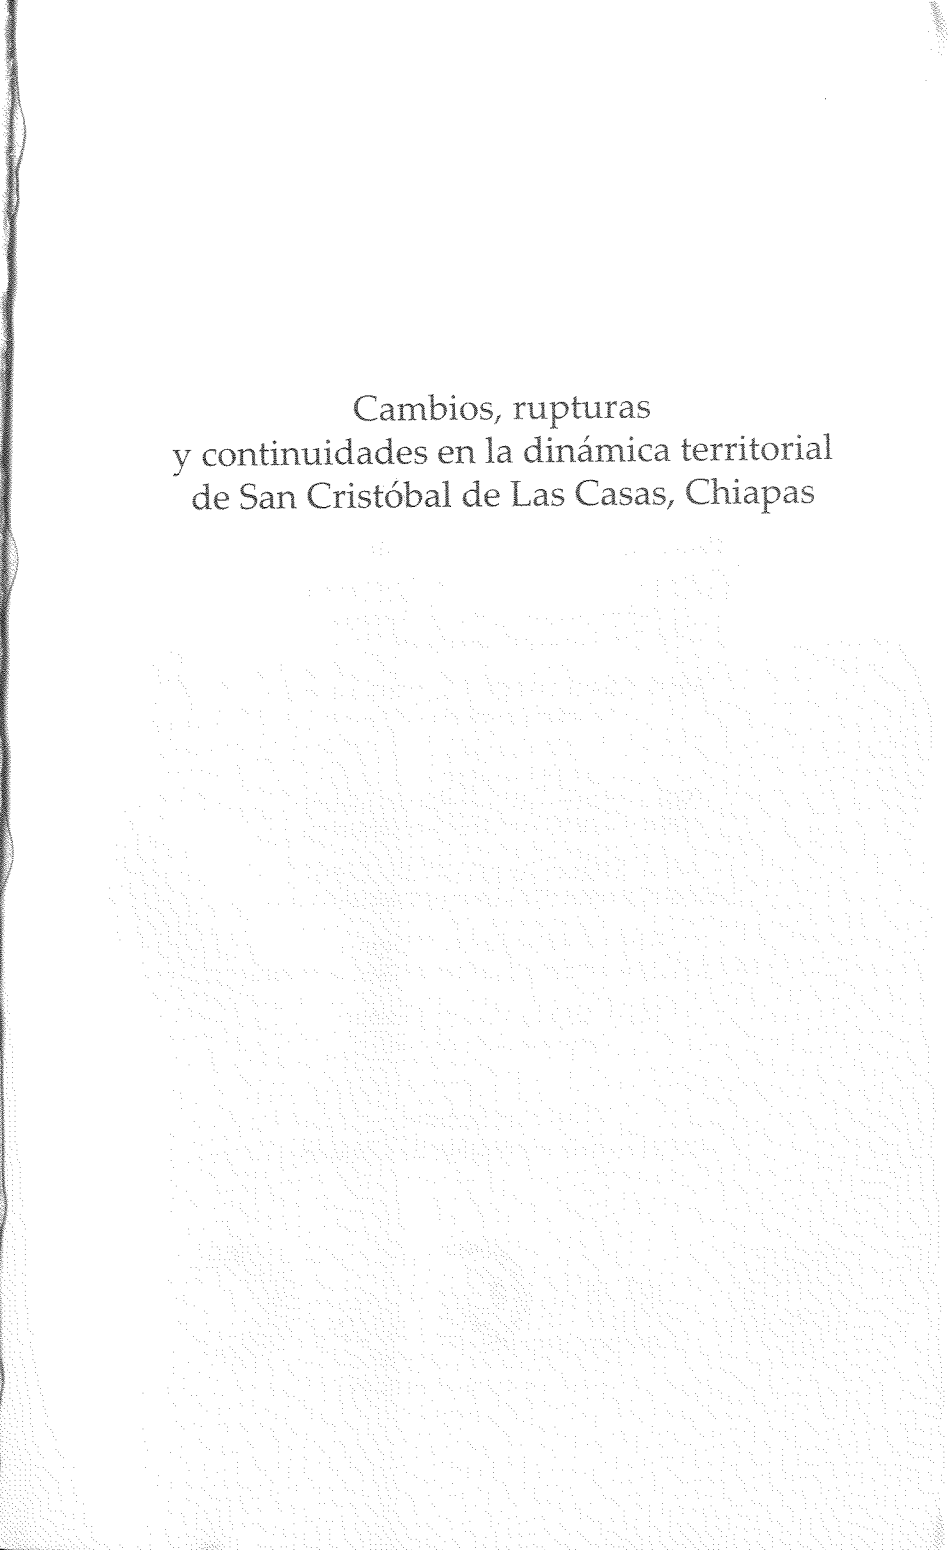 Cambios, rupturas
y continuidades en la dinámica territorial
de San Cristóbal de Las Casas, Chiapas